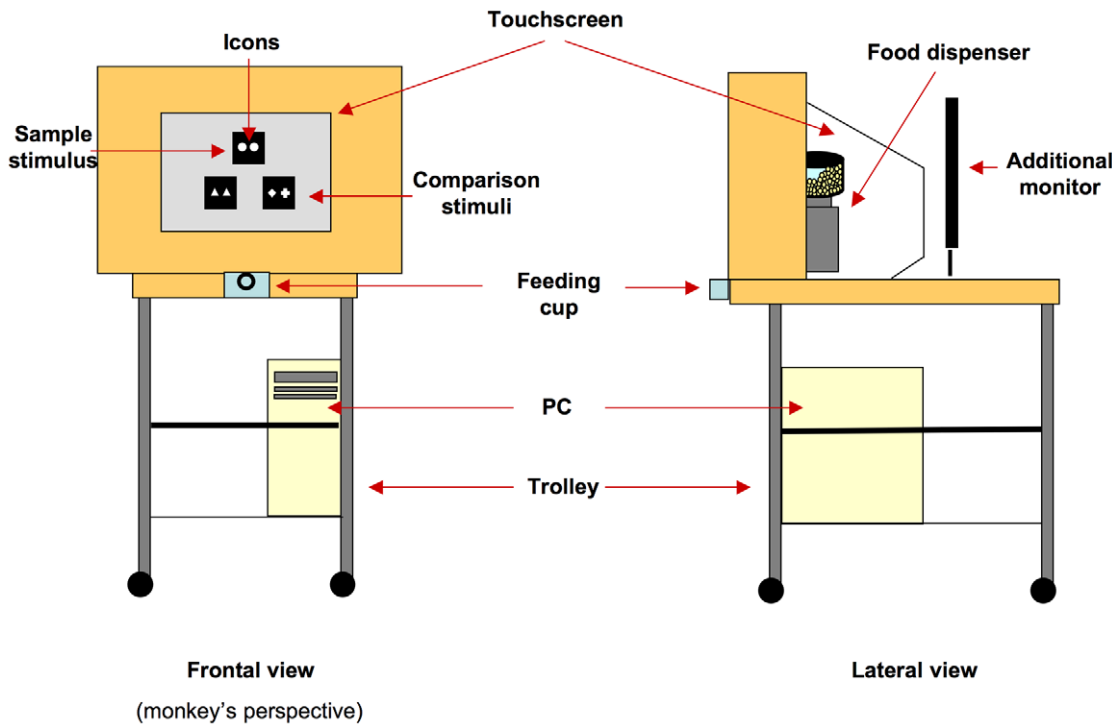 Touchscreen
Icons
Food dispenser
Sample
stimulus
Additional
monitor
Comparison
stimuli
Feeding
cup
PC
Trolley
Frontal view
Lateral view
(monkey's perspective)